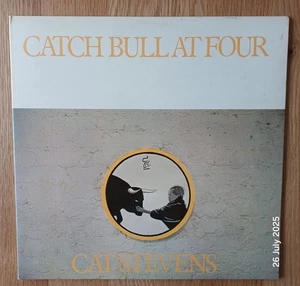 CATCH BULL AT FOUR
CAT STEVENS
26 July 2025